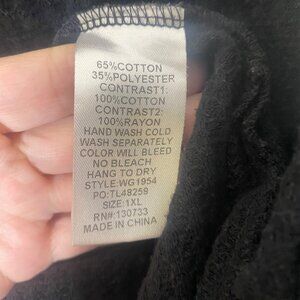 65%COTTON
35%POLYESTER
CONTRAST1:
100%COTTON
CONTRAST2:
100%RAYON
HAND WASH COLD
WASH SEPARATELY
COLOR WILL BLEED
NO BLEACH
HANG TO DRY
STYLE:WG1954
PO:TL48259
SIZE:1XL
RN#:130733
MADE IN CHINA